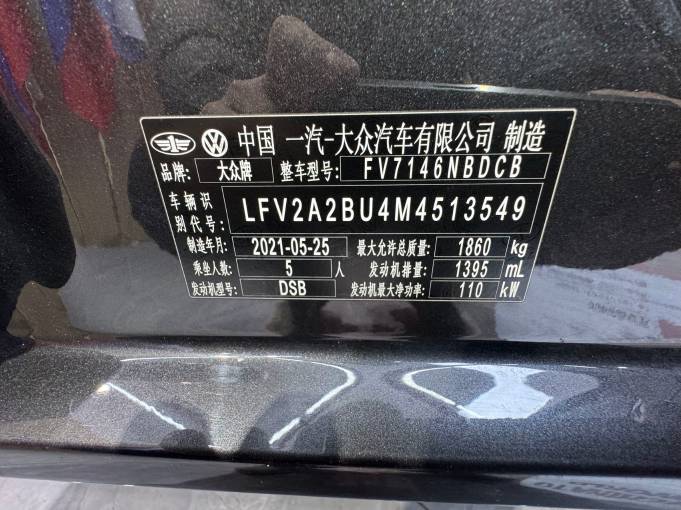 中国 一汽-大众汽车有限公司 制造
品牌: 大众牌 整车型号: FV7146NBDCB
车辆识别代号: LFV2A2BU4M4513549
制造年月: 2021-05-25 最大允许总质量: 1860 kg
乘坐人数: 5 人 发动机排量: 1395 mL
发动机型号: DSB 发动机最大净功率: 110 kW